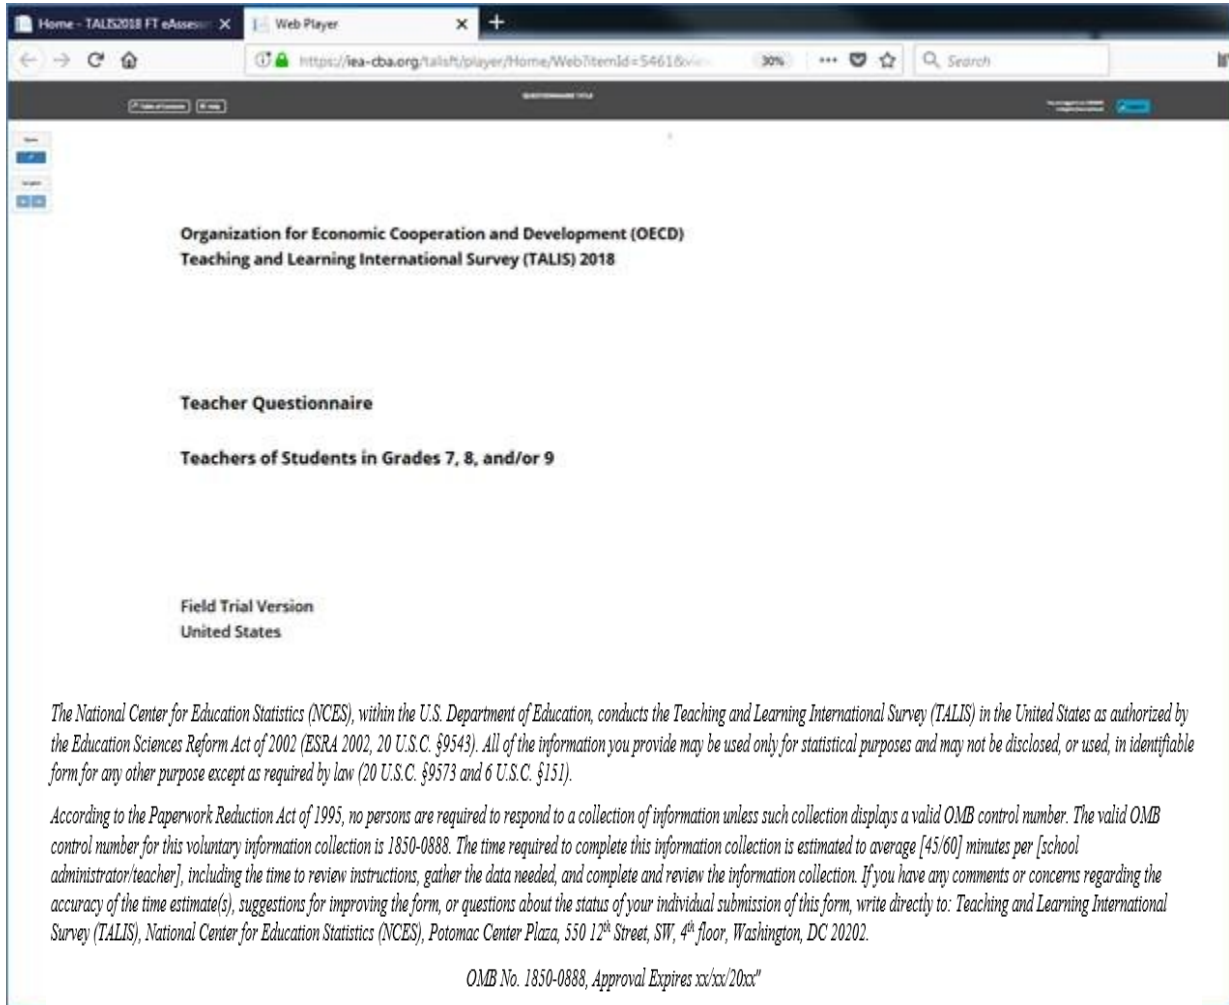 Home - TALIS2018 FT eAssess
Web Player
https://iea-cba.org/talisft/player/Home/Web?itemId=5461
30%
Search
QUESTIONNAIRE TITLE
Table of Contents
Help
Organization for Economic Cooperation and Development (OECD)
Teaching and Learning International Survey (TALIS) 2018
Teacher Questionnaire
Teachers of Students in Grades 7, 8, and/or 9
Field Trial Version
United States
The National Center for Education Statistics (NCES), within the U.S. Department of Education, conducts the Teaching and Learning International Survey (TALIS) in the United States as authorized by
the Education Sciences Reform Act of 2002 (ESRA 2002, 20 U.S.C. §9543). All of the information you provide may be used only for statistical purposes and may not be disclosed, or used, in identifiable
form for any other purpose except as required by law (20 U.S.C. §9573 and 6 U.S.C. §151).
According to the Paperwork Reduction Act of 1995, no persons are required to respond to a collection of information unless such collection displays a valid OMB control number. The valid OMB
control number for this voluntary information collection is 1850-0888. The time required to complete this information collection is estimated to average [45/60] minutes per [school
administrator/teacher], including the time to review instructions, gather the data needed, and complete and review the information collection. If you have any comments or concerns regarding the
accuracy of the time estimate(s), suggestions for improving the form, or questions about the status of your individual submission of this form, write directly to: Teaching and Learning International
Survey (TALIS), National Center for Education Statistics (NCES), Potomac Center Plaza, 550 12th Street, SW, 4th floor, Washington, DC 20202.
OMB No. 1850-0888, Approval Expires xx/xx/20xx"